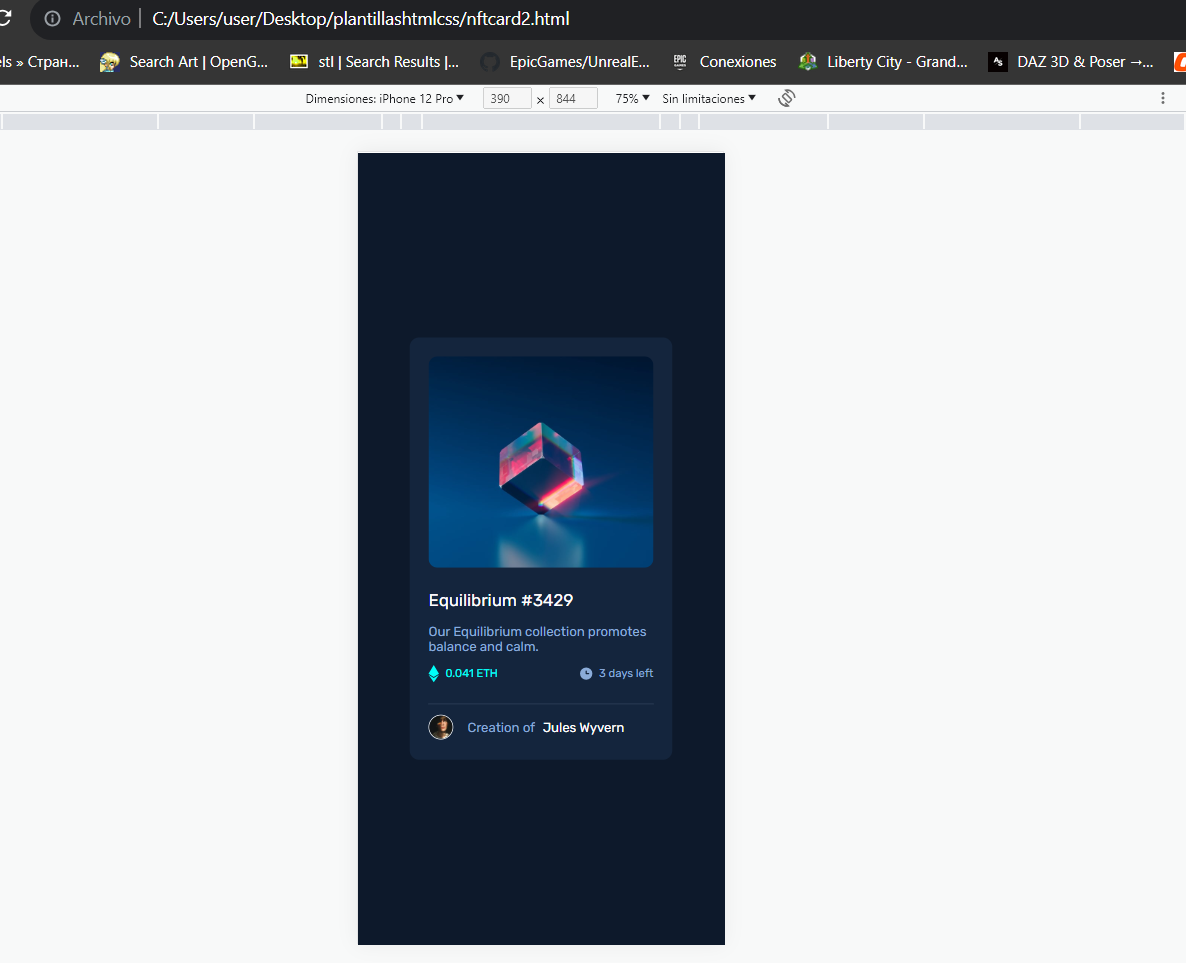 Archivo C:/Users/user/Desktop/plantillashtmlcss/nftcard2.html
els » Стран... Search Art | OpenG... stl | Search Results |... EPIC GAMES EpicGames/UnrealE... Conexiones Liberty City - Grand... DAZ 3D & Poser →...
Dimensiones: iPhone 12 Pro 390 × 844 75% Sin limitaciones
Equilibrium #3429
Our Equilibrium collection promotes
balance and calm.
0.041 ETH 3 days left
Creation of Jules Wyvern